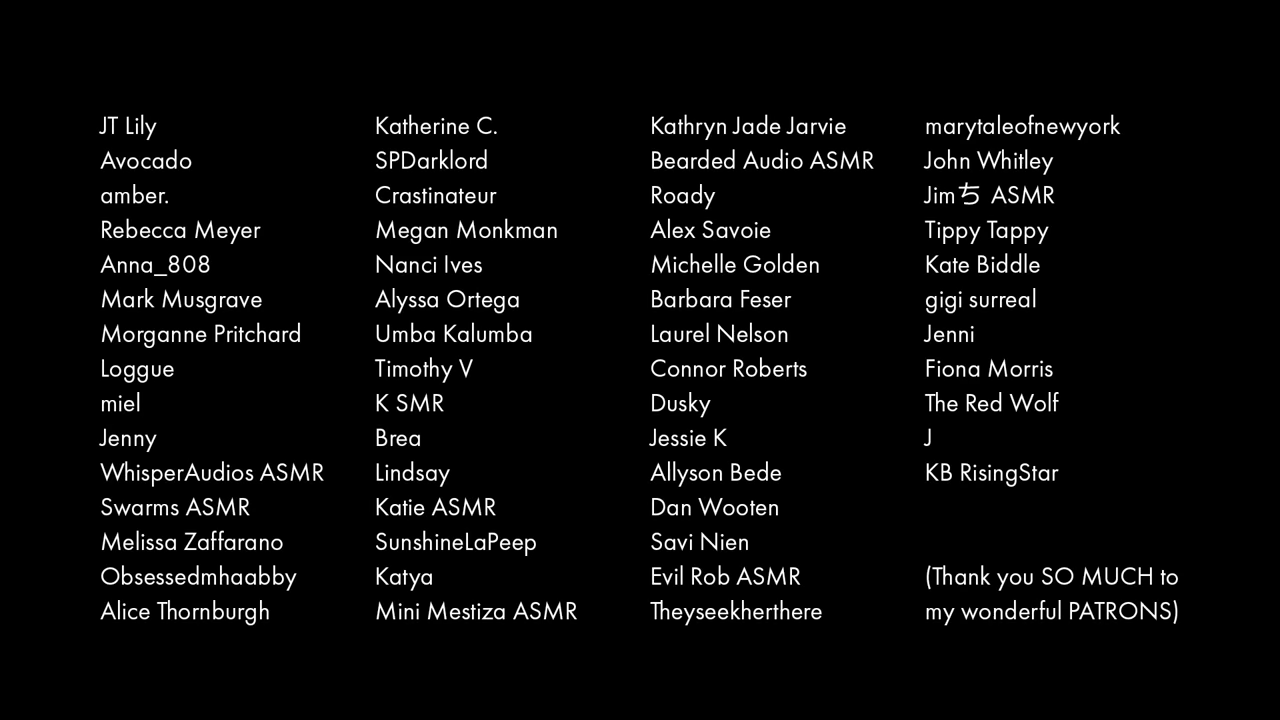 JT Lily
Avocado
amber.
Rebecca Meyer
Anna_808
Mark Musgrave
Morganne Pritchard
Loggue
miel
Jenny
WhisperAudios ASMR
Swarms ASMR
Melissa Zaffarano
Obsessedmhaabby
Alice Thornburgh
Katherine C.
SPDarklord
Crastinateur
Megan Monkman
Nanci Ives
Alyssa Ortega
Umba Kalumba
Timothy V
K SMR
Brea
Lindsay
Katie ASMR
SunshineLaPeep
Katya
Mini Mestiza ASMR
Kathryn Jade Jarvie
Bearded Audio ASMR
Roady
Alex Savoie
Michelle Golden
Barbara Feser
Laurel Nelson
Connor Roberts
Dusky
Jessie K
Allyson Bede
Dan Wooten
Savi Nien
Evil Rob ASMR
Theyseekherthere
marytaleofnewyork
John Whitley
Jimち ASMR
Tippy Tappy
Kate Biddle
gigi surreal
Jenni
Fiona Morris
The Red Wolf
J
KB RisingStar
(Thank you SO MUCH to
my wonderful PATRONS)